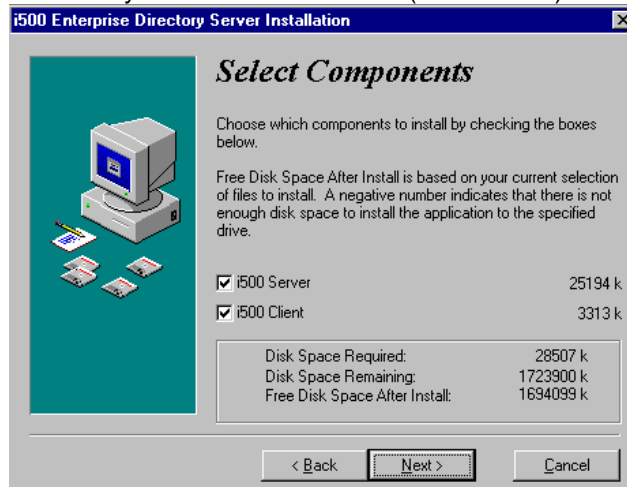 i500 Enterprise Directory Server Installation
Select Components
Choose which components to install by checking the boxes
below.
Free Disk Space After Install is based on your current selection
of files to install. A negative number indicates that there is not
enough disk space to install the application to the specified
drive.
i500 Server 25194 k
i500 Client 3313 k
Disk Space Required: 28507 k
Disk Space Remaining: 1723900 k
Free Disk Space After Install: 1694099 k
< Back Next > Cancel